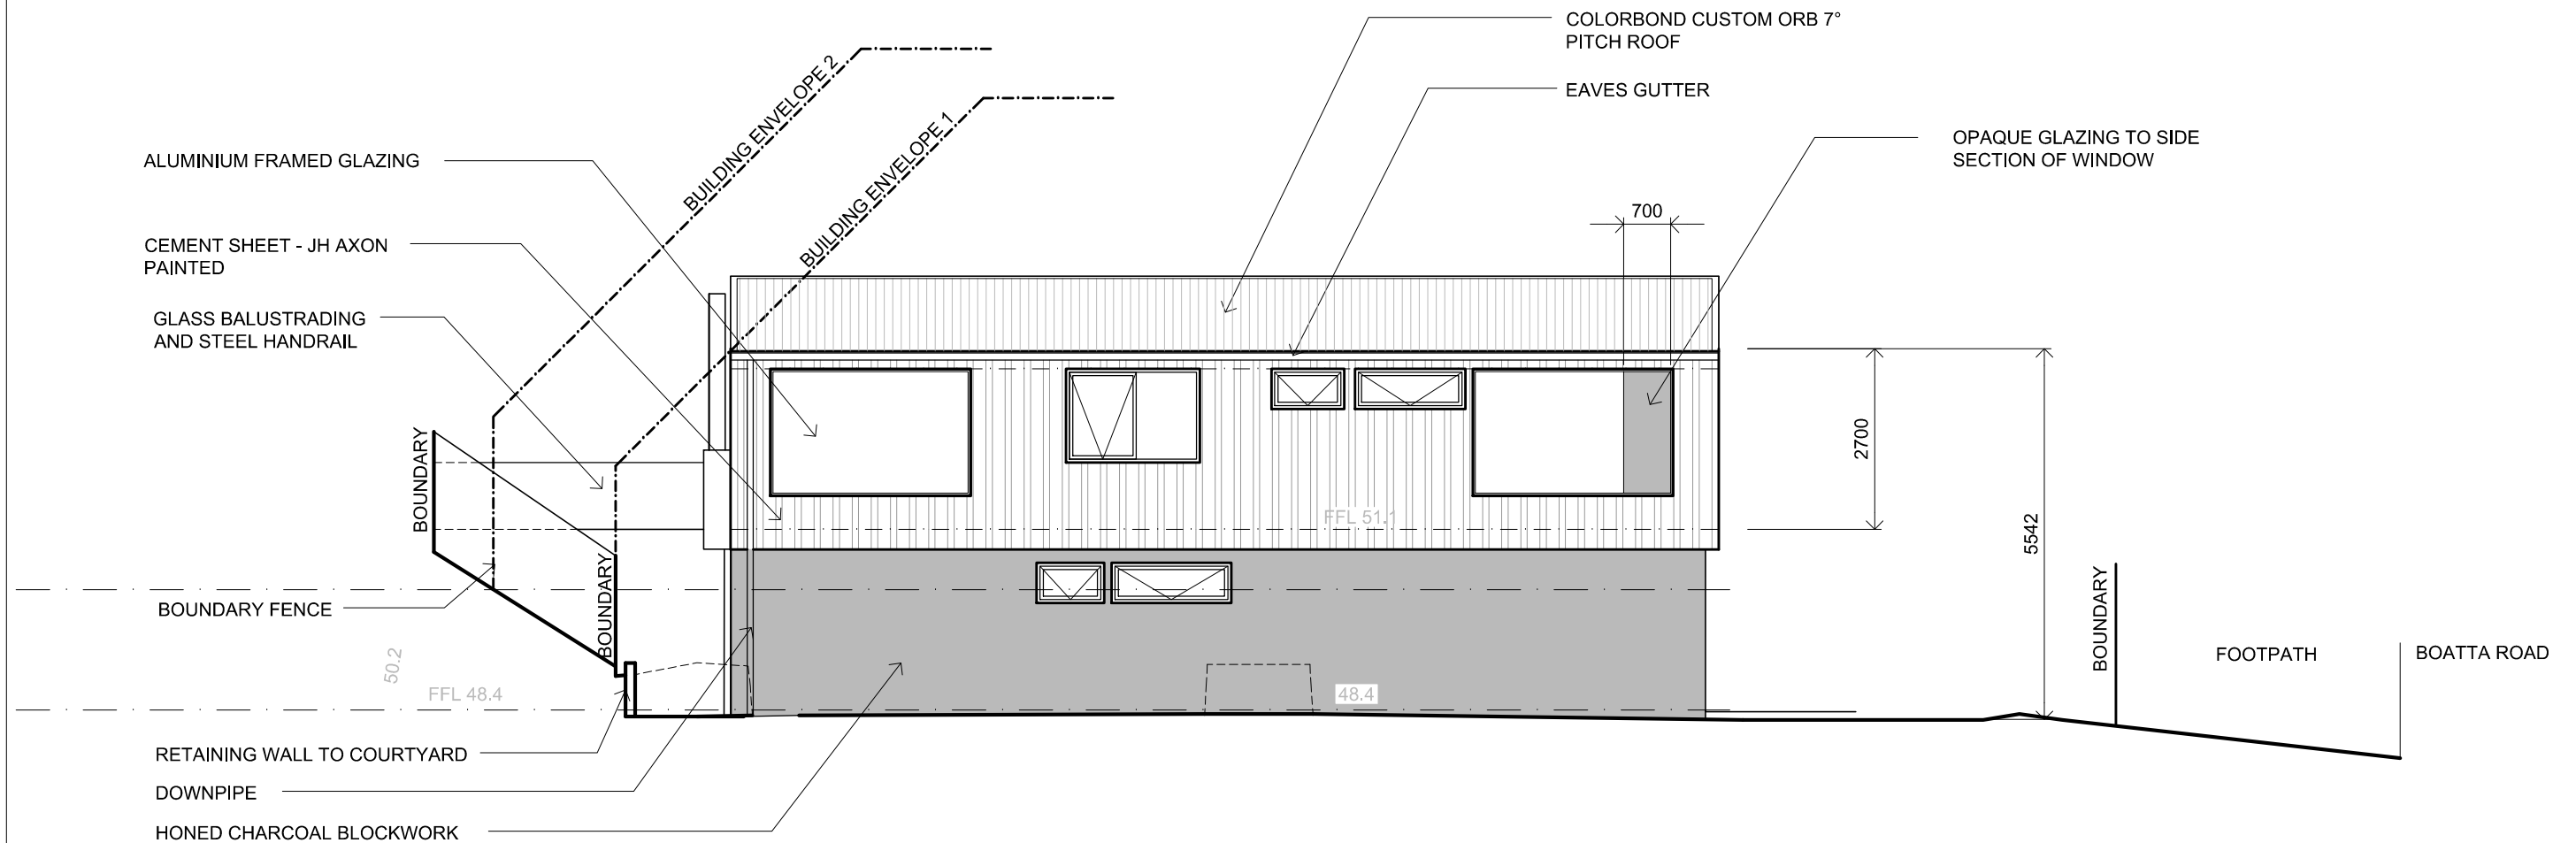 COLORBOND CUSTOM ORB 7°
PITCH ROOF
EAVES GUTTER
OPAQUE GLAZING TO SIDE
SECTION OF WINDOW
BUILDING ENVELOPE 2
BUILDING ENVELOPE 1
ALUMINIUM FRAMED GLAZING
CEMENT SHEET - JH AXON
PAINTED
GLASS BALUSTRADING
AND STEEL HANDRAIL
700
2700
5542
BOUNDARY
FFL 51.1
BOUNDARY
BOUNDARY
BOUNDARY FENCE
50.2
FFL 48.4
48.4
FOOTPATH
BOATTA ROAD
RETAINING WALL TO COURTYARD
DOWNPIPE
HONED CHARCOAL BLOCKWORK